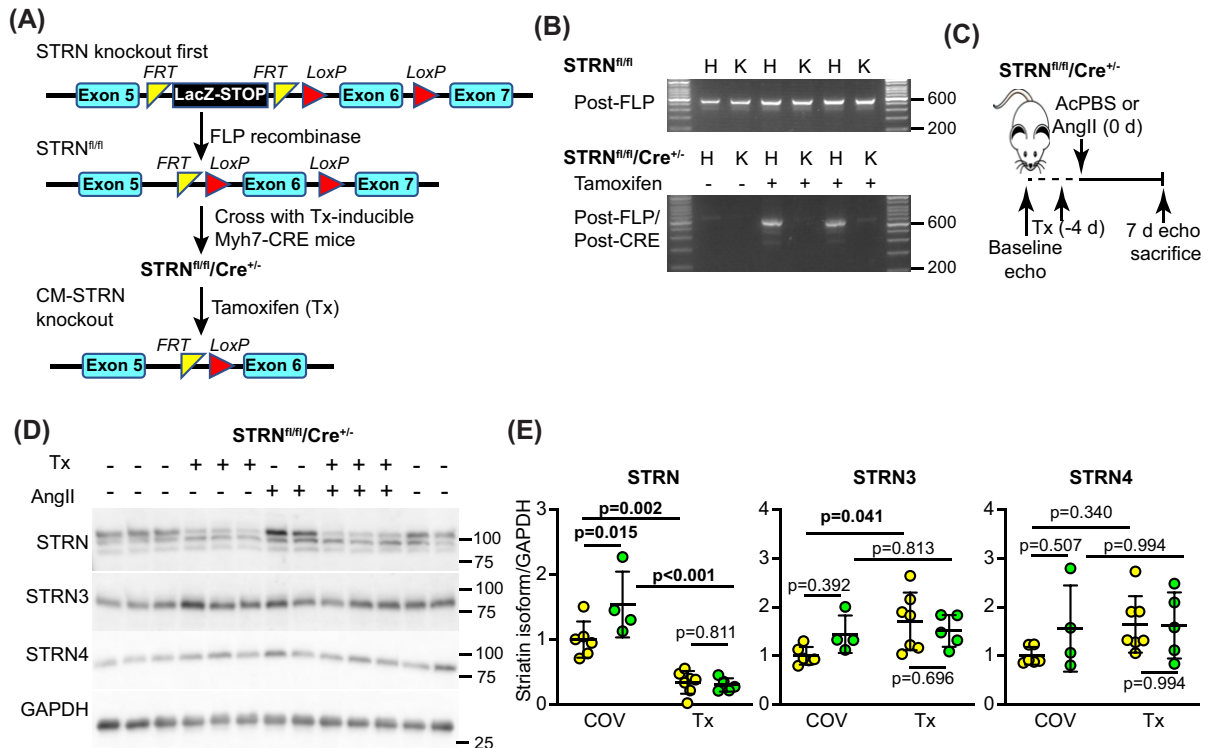 (A)
STRN knockout first
FRT FRT LoxP LoxP
Exon 5 LacZ-STOP Exon 6 Exon 7
FLP recombinase
STRNfl/fl
FRT LoxP LoxP
Exon 5 Exon 6 Exon 7
Cross with Tx-inducible
Myh7-CRE mice
STRNfl/fl/Cre+/-
CM-STRN
knockout
Tamoxifen (Tx)
FRT LoxP
Exon 5 Exon 6
(B)
STRNfl/fl H K H K H K
Post-FLP 600
200
STRNfl/fl/Cre+/- H K H K H K
Tamoxifen - - + + + +
Post-FLP/
Post-CRE
600
200
(C)
STRNfl/fl/Cre+/-
AcPBS or
AngII (0 d)
Tx (-4 d)
Baseline
echo
7 d echo
sacrifice
(D)
STRNfl/fl/Cre+/-
Tx - - - + + + - - + + + - -
AngII - - - - - - + + + + + - -
STRN 100
75
STRN3 100
75
STRN4 100
75
GAPDH
25
(E)
Striatin isoform/GAPDH
STRN
3
2
1
0
p=0.002
p=0.015
p<0.001
p=0.811
COV Tx
STRN3
4
3
2
1
0
p=0.041
p=0.813
p=0.392
p=0.696
COV Tx
STRN4
4
3
2
1
0
p=0.340
p=0.507
p=0.994
p=0.994
COV Tx